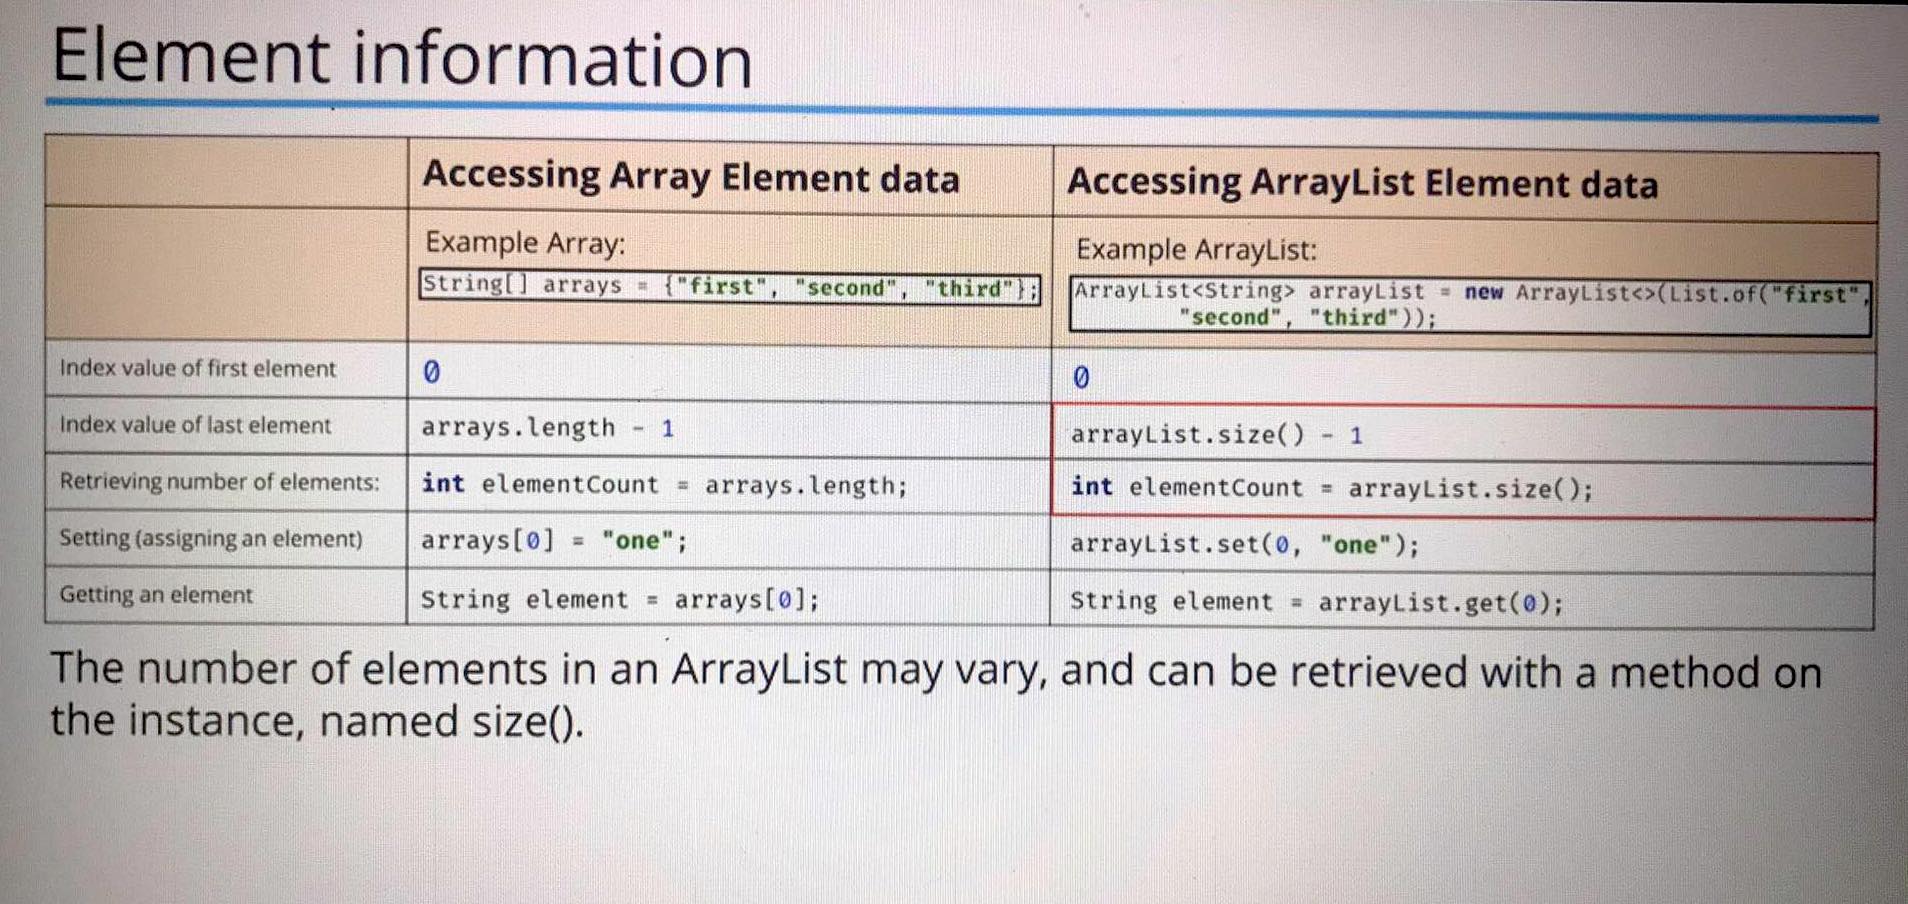 Element information
Accessing Array Element data
Accessing ArrayList Element data
Example Array:
String[] arrays = {"first", "second", "third"};
Example ArrayList:
ArrayList<String> arrayList = new ArrayList<>(List.of("first",
"second", "third"));
Index value of first element
0
0
Index value of last element
arrays.length - 1
arrayList.size() - 1
Retrieving number of elements:
int elementCount = arrays.length;
int elementCount = arrayList.size();
Setting (assigning an element)
arrays[0] = "one";
arrayList.set(0, "one");
Getting an element
String element = arrays[0];
String element = arrayList.get(0);
The number of elements in an ArrayList may vary, and can be retrieved with a method on
the instance, named size().